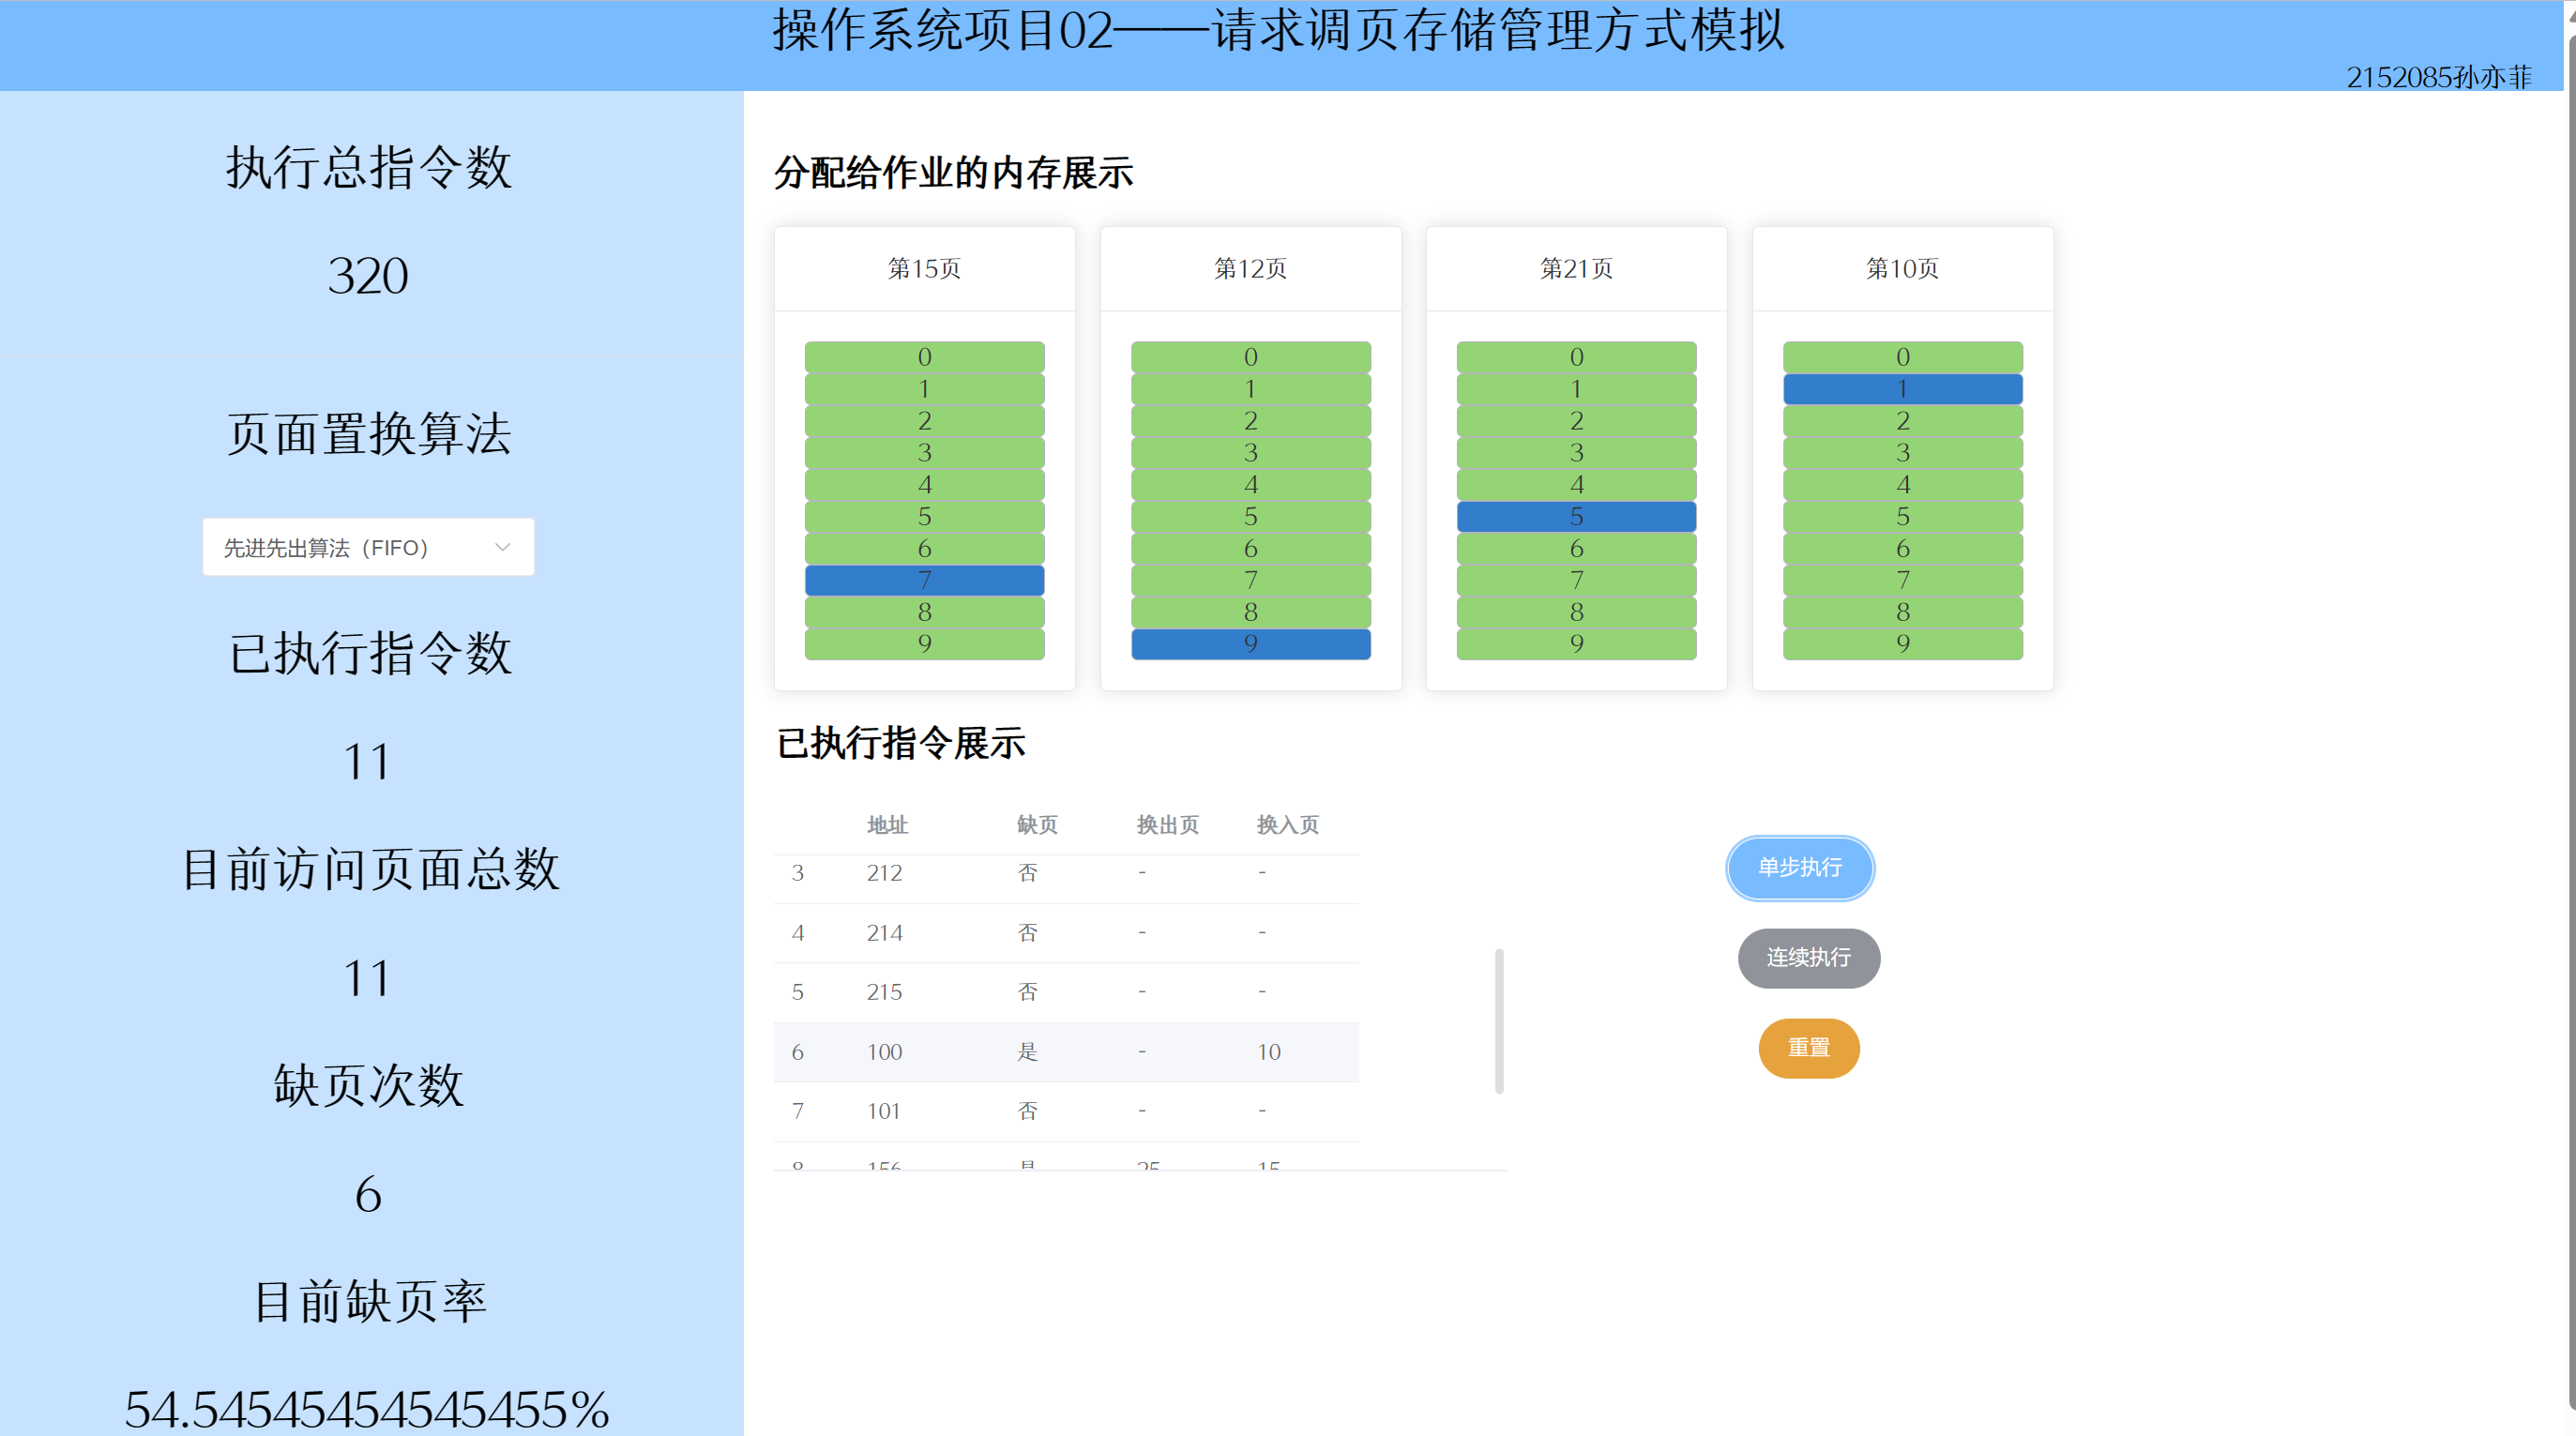 操作系统项目02——请求调页存储管理方式模拟
2152085孙亦菲
执行总指令数
320
页面置换算法
先进先出算法（FIFO）
已执行指令数
11
目前访问页面总数
11
缺页次数
6
目前缺页率
54.54545454545455%
分配给作业的内存展示
第15页 第12页 第21页 第10页
0 0 0 0
1 1 1 1
2 2 2 2
3 3 3 3
4 4 4 4
5 5 5 5
6 6 6 6
7 7 7 7
8 8 8 8
9 9 9 9
已执行指令展示
地址 缺页 换出页 换入页
3 212 否 - -
4 214 否 - -
5 215 否 - -
6 100 是 - 10
7 101 否 - -
8 156 是 25 15
单步执行
连续执行
重置